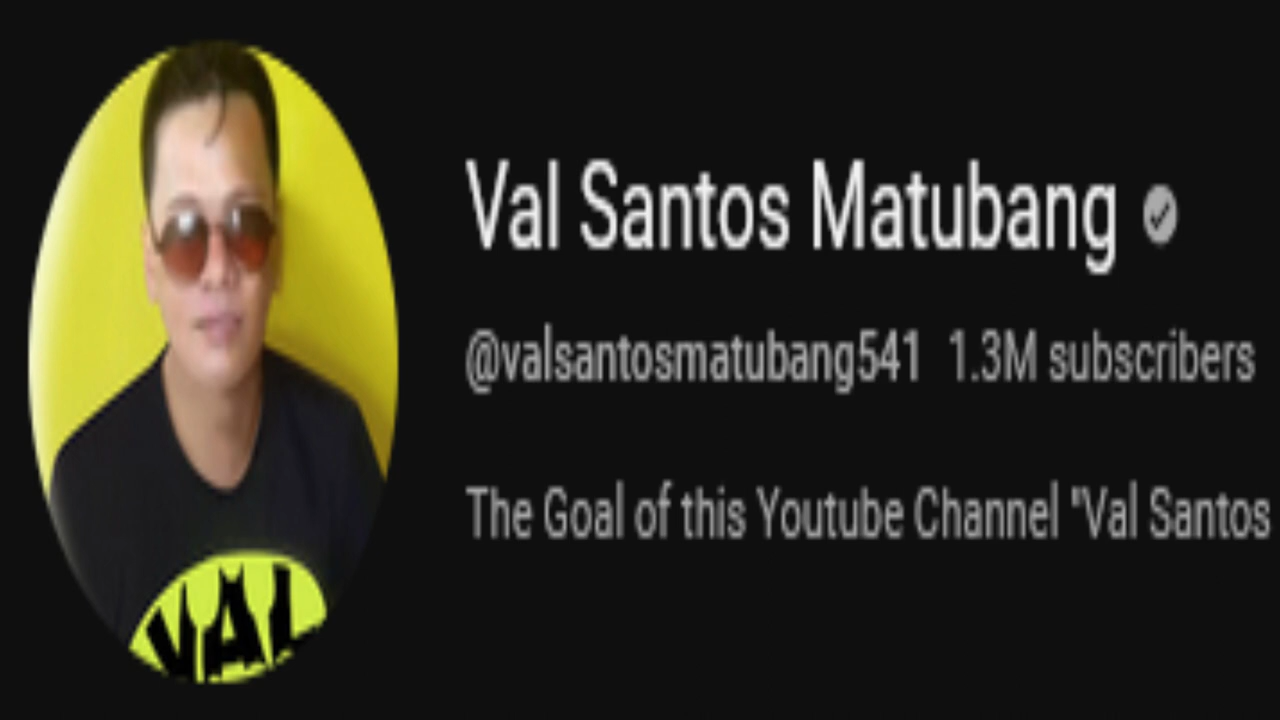 Val Santos Matubang
@valsantosmatubang541 1.3M subscribers
The Goal of this Youtube Channel "Val Santos
VAL